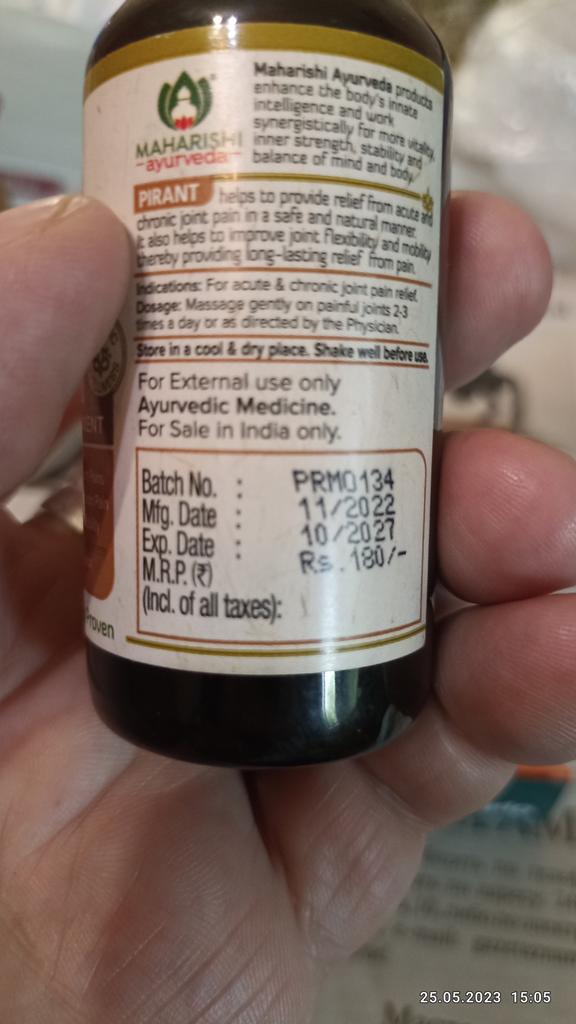 MAHARISHI
ayurveda
Maharishi Ayurveda products
enhance the body's innate
intelligence and work
synergistically for more vitality,
inner strength, stability and
balance of mind and body.
PIRANT helps to provide relief from acute and
chronic joint pain in a safe and natural manner.
It also helps to improve joint flexibility and mobility
thereby providing long-lasting relief from pain.
Indications: For acute & chronic joint pain relief.
Dosage: Massage gently on painful joints 2-3
times a day or as directed by the Physician.
Store in a cool & dry place. Shake well before use.
For External use only
Ayurvedic Medicine.
For Sale in India only.
Batch No. : PRM0134
Mfg. Date : 11/2022
Exp. Date : 10/2027
M.R.P. (₹) Rs.180/-
(Incl. of all taxes):
Proven
25.05.2023 15:05